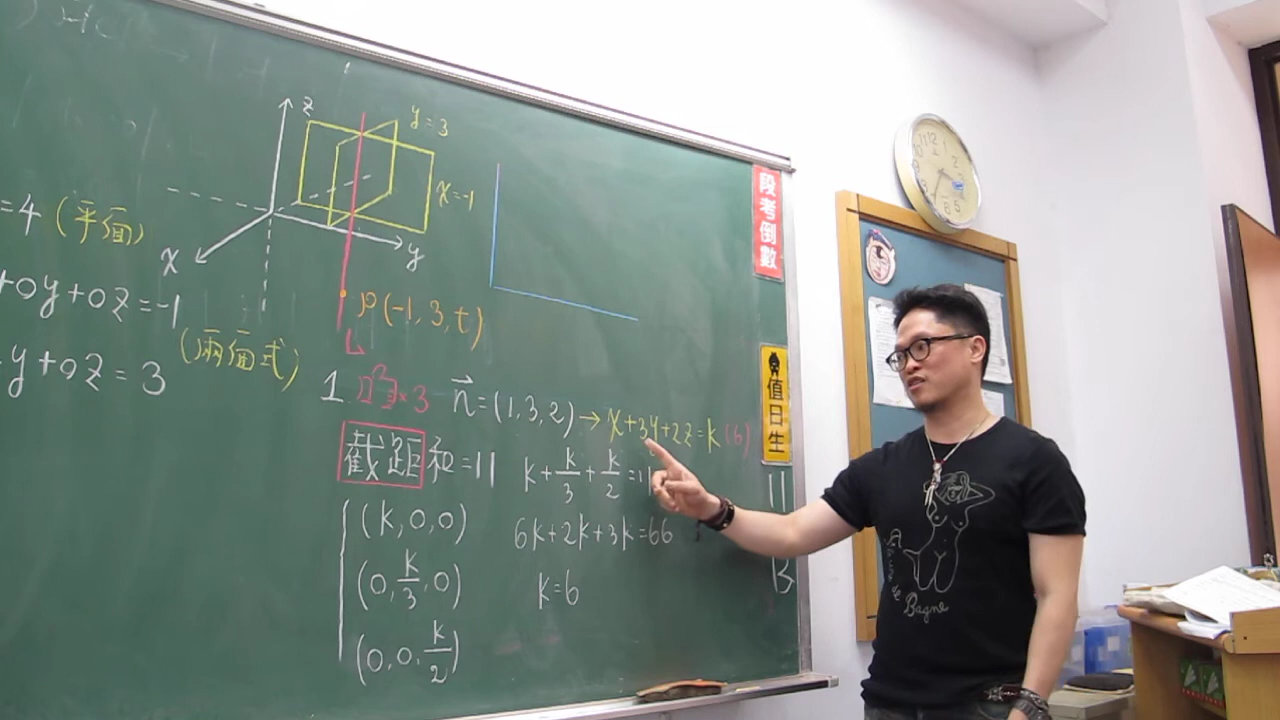 z
y=3
x=-1
x
y
P(-1,3,t)
L
=4 (平面)
+0y+0z=-1
y+0z=3
(兩面式)
1.
×3
n=(1,3,2)→x+3y+2z=k(6)
截距和=11
k+k/3+k/2=11
(k,0,0)
6k+2k+3k=66
(0,k/3,0)
k=6
(0,0,k/2)
段考倒數
值日生
11
13
Bagne